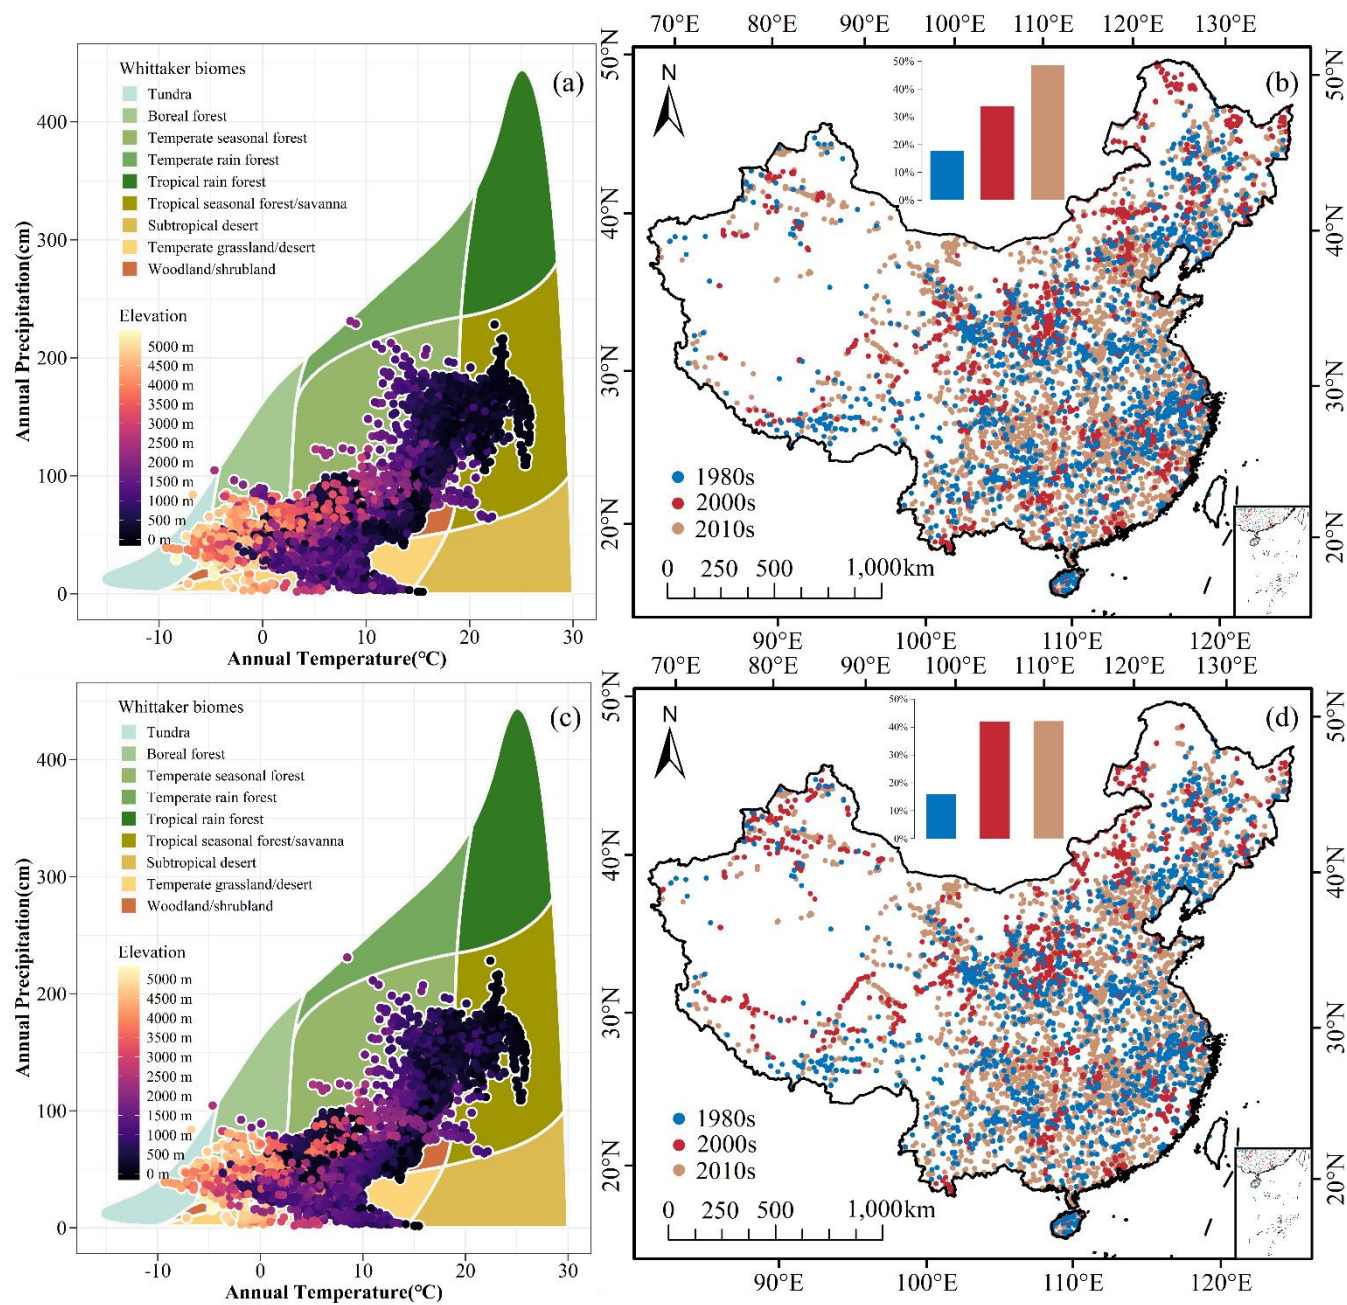 (a)
Whittaker biomes
Tundra
Boreal forest
Temperate seasonal forest
Temperate rain forest
Tropical rain forest
Tropical seasonal forest/savanna
Subtropical desert
Temperate grassland/desert
Woodland/shrubland
Elevation
5000 m
4500 m
4000 m
3500 m
3000 m
2500 m
2000 m
1500 m
1000 m
500 m
0 m
Annual Precipitation(cm)
400
300
200
100
0
-10 0 10 20 30
Annual Temperature(°C)
70°E 80°E 90°E 100°E 110°E 120°E 130°E
(b)
N
50%
40%
30%
20%
10%
0%
50°N
40°N
30°N
20°N
50°N
40°N
30°N
20°N
1980s
2000s
2010s
0 250 500 1,000km
90°E 100°E 110°E 120°E
(c)
Whittaker biomes
Tundra
Boreal forest
Temperate seasonal forest
Temperate rain forest
Tropical rain forest
Tropical seasonal forest/savanna
Subtropical desert
Temperate grassland/desert
Woodland/shrubland
Elevation
5000 m
4500 m
4000 m
3500 m
3000 m
2500 m
2000 m
1500 m
1000 m
500 m
0 m
Annual Precipitation(cm)
400
300
200
100
0
-10 0 10 20 30
Annual Temperature(°C)
70°E 80°E 90°E 100°E 110°E 120°E 130°E
(d)
N
50%
40%
30%
20%
10%
0%
50°N
40°N
30°N
20°N
50°N
40°N
30°N
20°N
1980s
2000s
2010s
0 250 500 1,000km
90°E 100°E 110°E 120°E